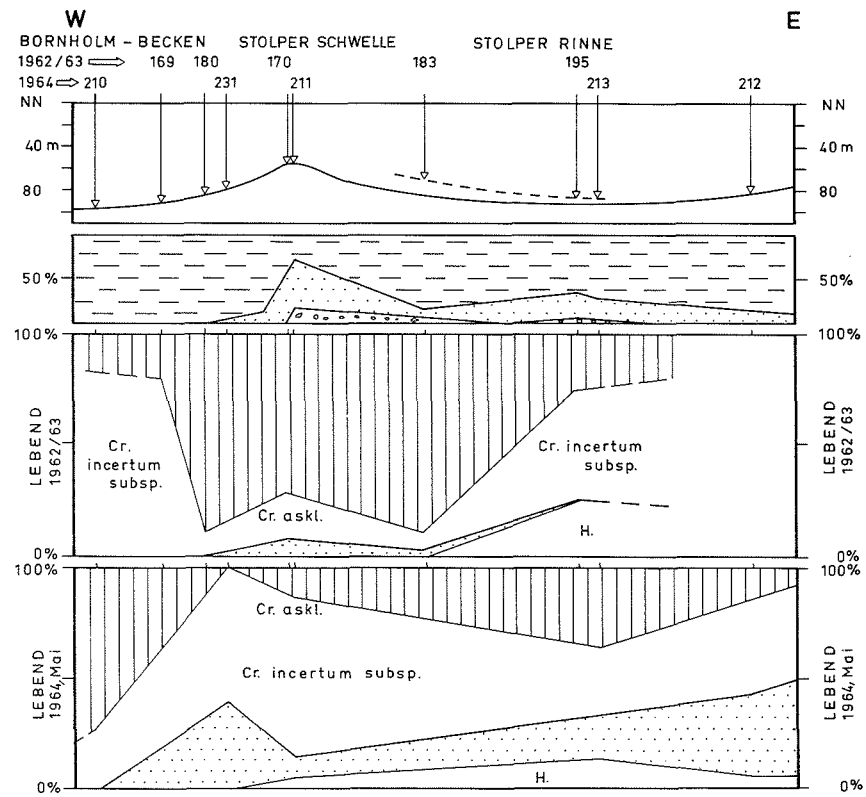 W E
BORNHOLM – BECKEN STOLPER SCHWELLE STOLPER RINNE
1962/63 ⇨ 169 180 170 183 195
1964 ⇨ 210 231 211 213 212
NN NN
40 m 40 m
80 80
50% 50%
100% 100%
LEBEND 1962/63
Cr. incertum subsp.
Cr. askl.
Cr. incertum subsp.
H.
LEBEND 1962/63
0% 0%
100% 100%
LEBEND 1964, Mai
Cr. askl.
Cr. incertum subsp.
H.
LEBEND 1964, Mai
0% 0%